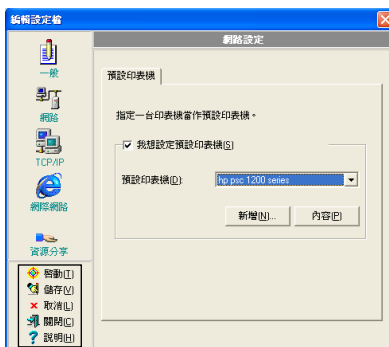 編輯設定檔
一般
網路
TCP/IP
網際網路
資源分享
啓動(T)
儲存(V)
取消(L)
關閉(C)
說明(H)
網路設定
預設印表機
指定一台印表機當作預設印表機。
我想設定預設印表機(S)
預設印表機(D):
hp psc 1200 series
新增(N)...
內容(P)